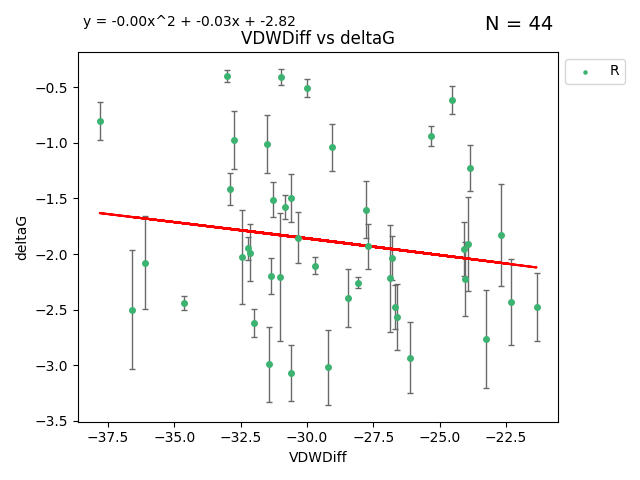 y = -0.00x^2 + -0.03x + -2.82
N = 44
VDWDiff vs deltaG
R
deltaG
−0.5
−1.0
−1.5
−2.0
−2.5
−3.0
−3.5
−37.5 −35.0 −32.5 −30.0 −27.5 −25.0 −22.5
VDWDiff